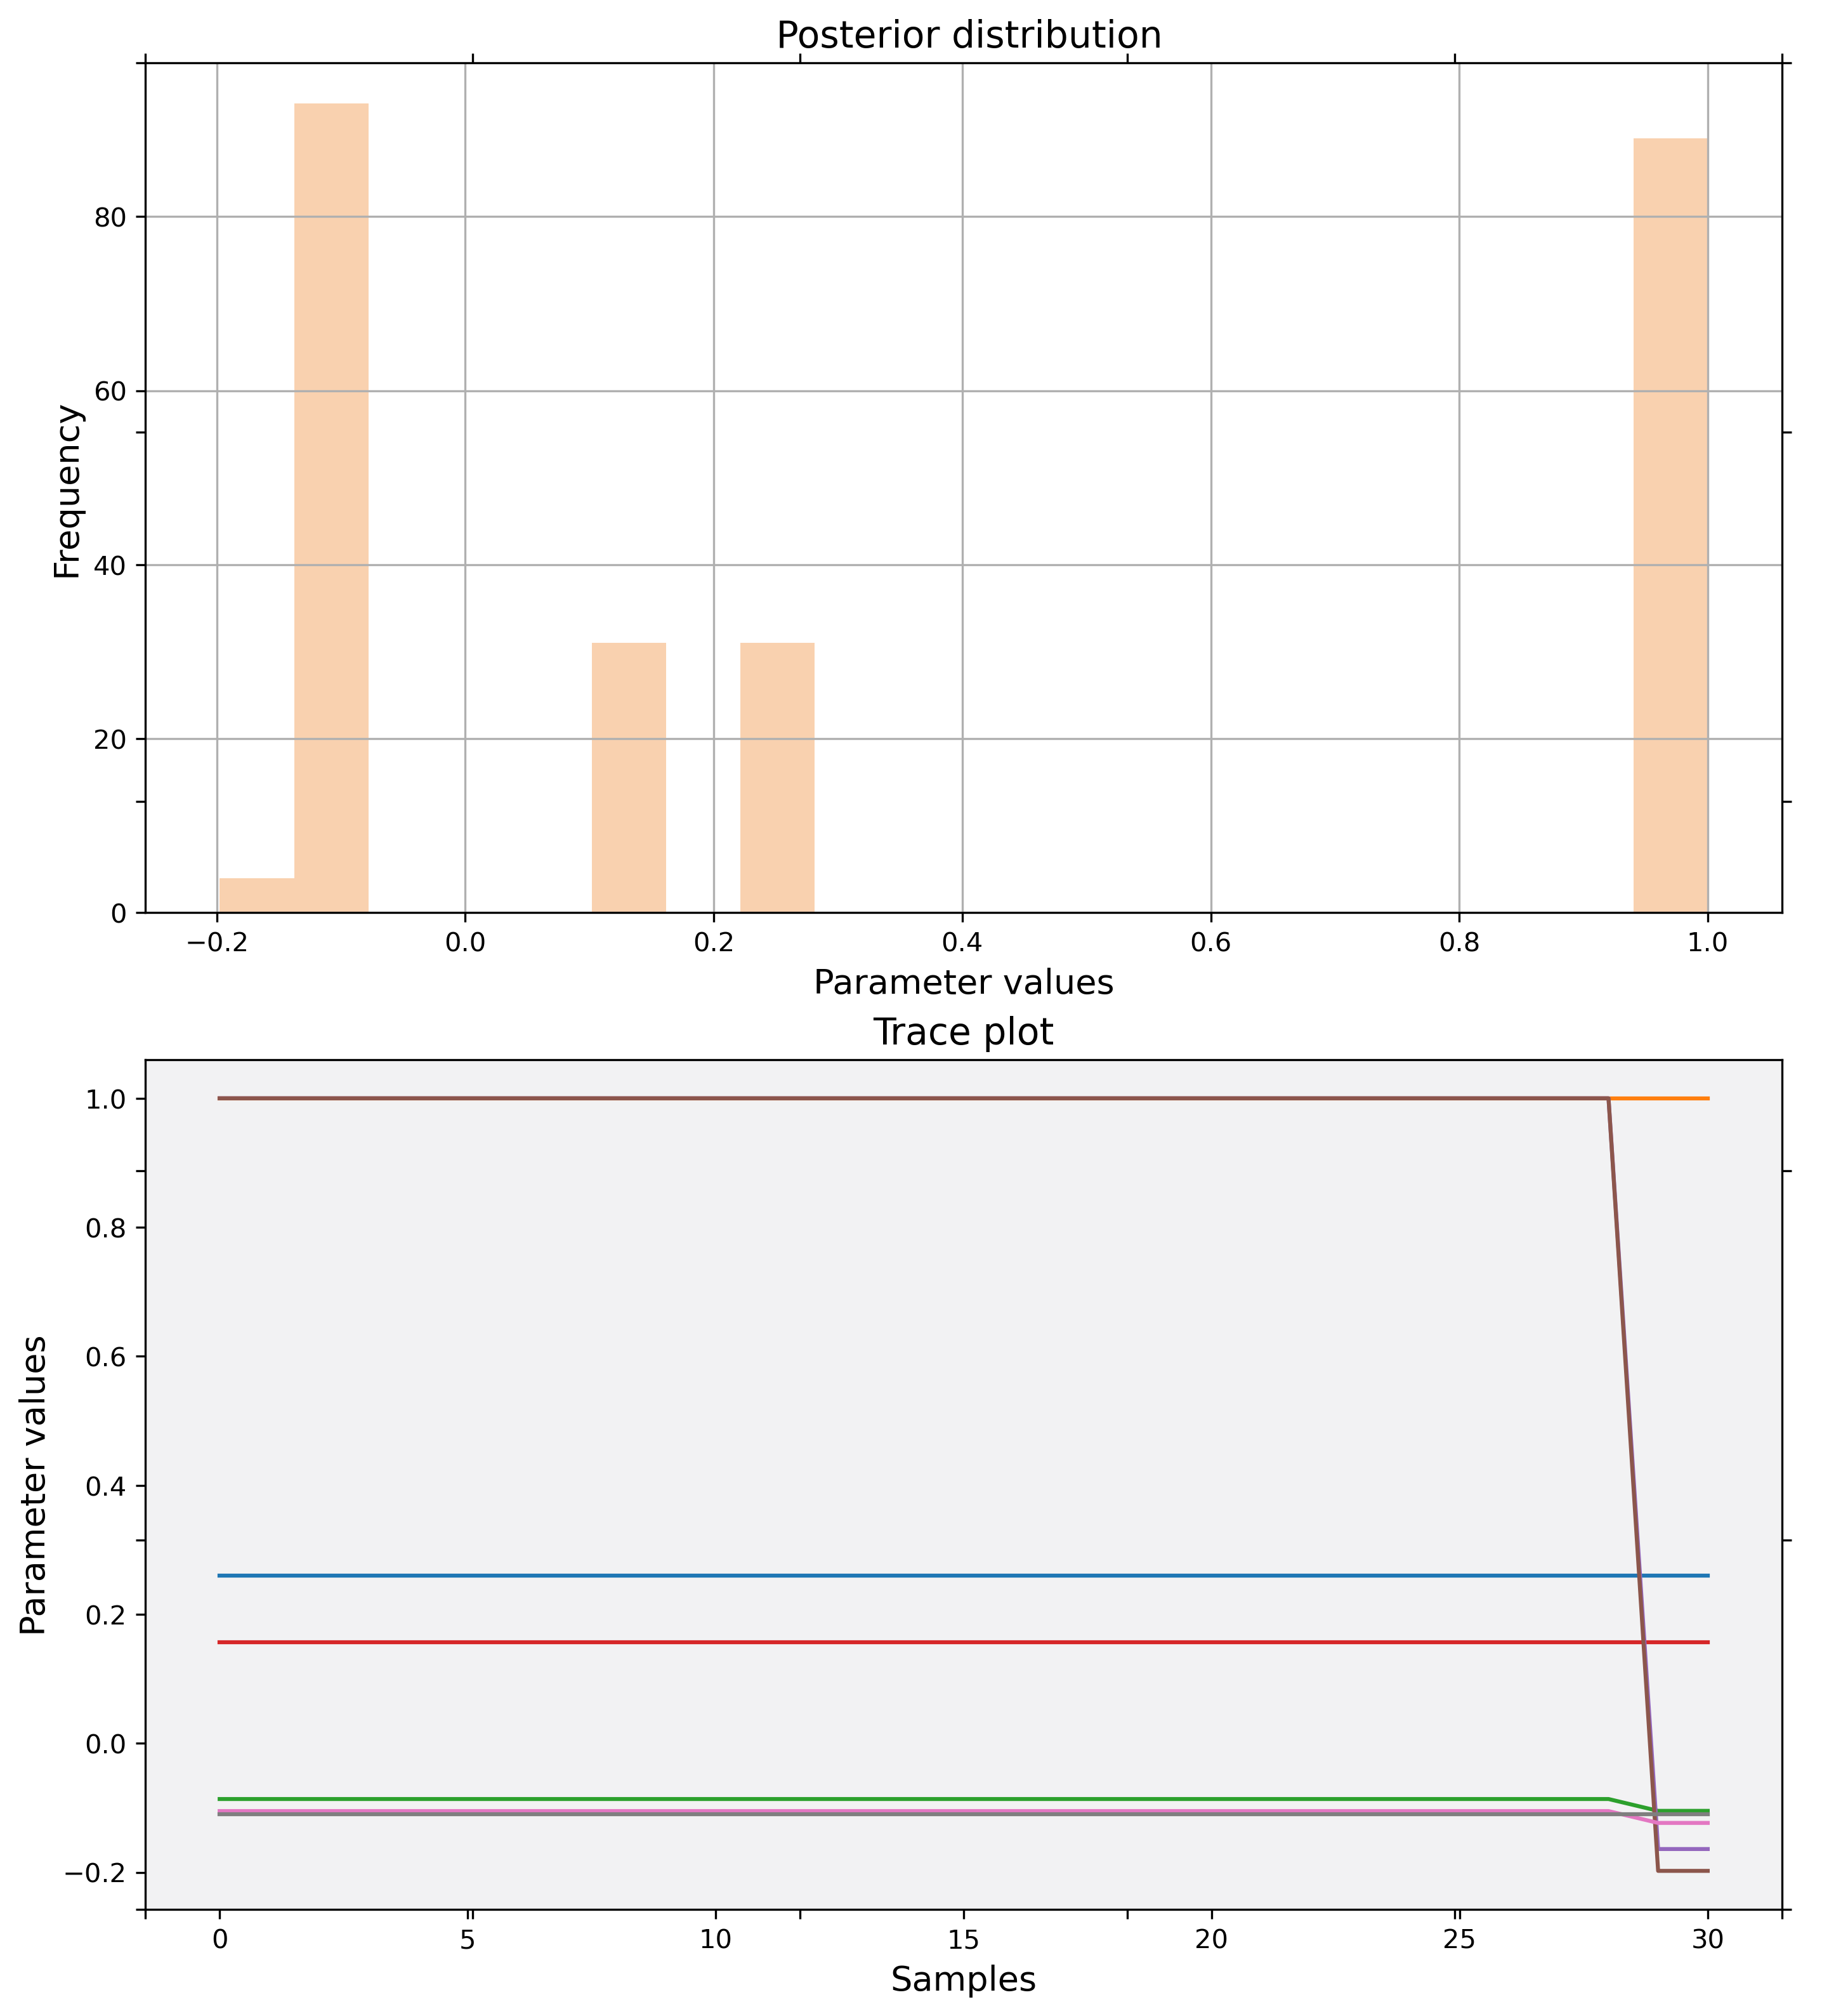 Posterior distribution
80
60
40
20
0
Frequency
−0.2 0.0 0.2 0.4 0.6 0.8 1.0
Parameter values
Trace plot
1.0
0.8
0.6
0.4
0.2
0.0
−0.2
Parameter values
0 5 10 15 20 25 30
Samples